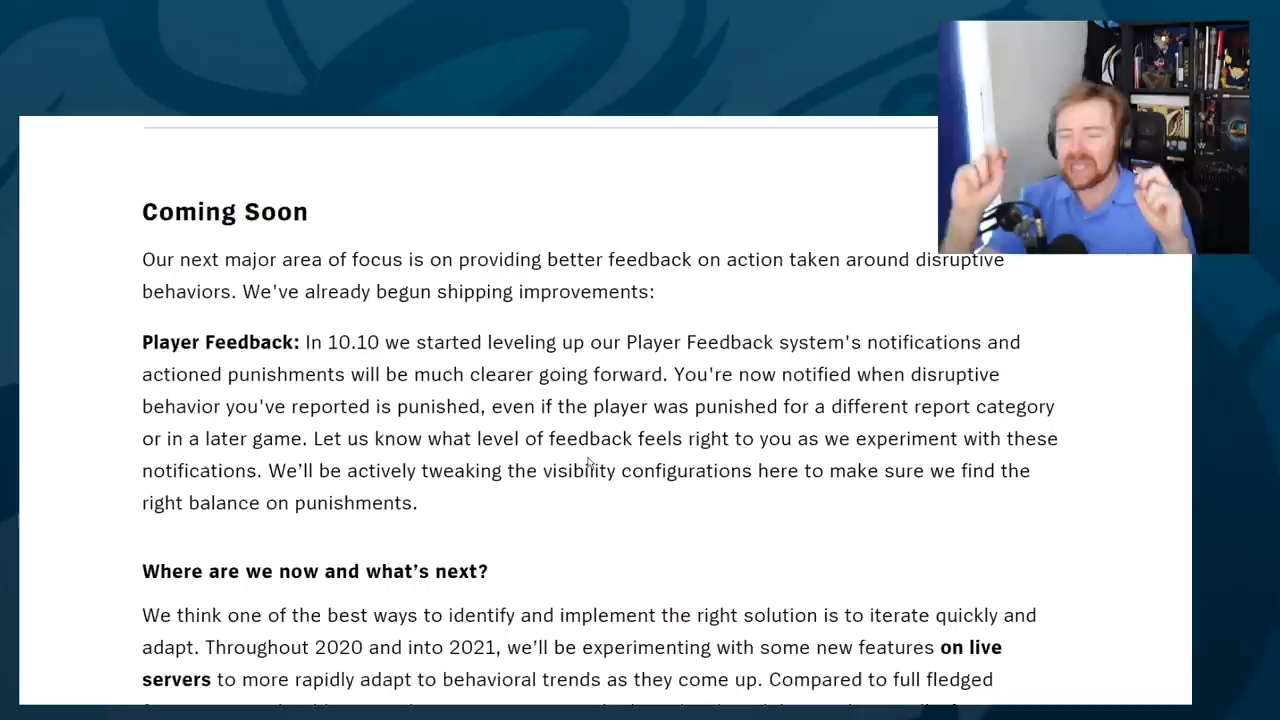 Coming Soon
Our next major area of focus is on providing better feedback on action taken around disruptive
behaviors. We've already begun shipping improvements:
Player Feedback: In 10.10 we started leveling up our Player Feedback system's notifications and
actioned punishments will be much clearer going forward. You're now notified when disruptive
behavior you've reported is punished, even if the player was punished for a different report category
or in a later game. Let us know what level of feedback feels right to you as we experiment with these
notifications. We’ll be actively tweaking the visibility configurations here to make sure we find the
right balance on punishments.
Where are we now and what’s next?
We think one of the best ways to identify and implement the right solution is to iterate quickly and
adapt. Throughout 2020 and into 2021, we’ll be experimenting with some new features on live
servers to more rapidly adapt to behavioral trends as they come up. Compared to full fledged